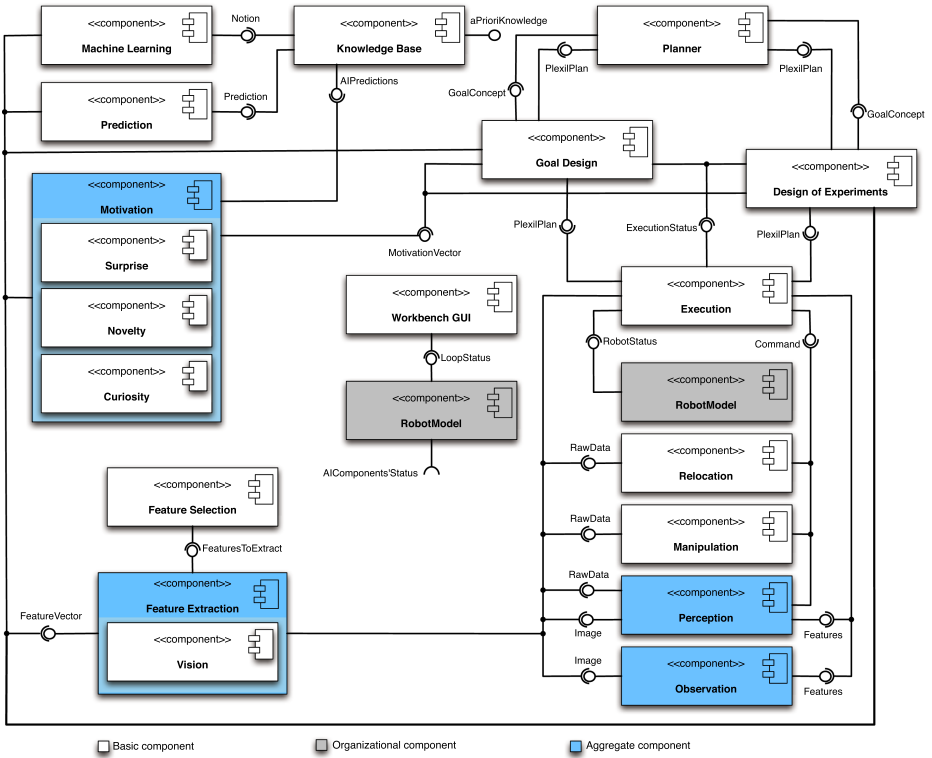 <<component>>
Machine Learning
Notion
<<component>>
Knowledge Base
aPrioriKnowledge
<<component>>
Planner
PlexilPlan
PlexilPlan
AIPredictions
GoalConcept
GoalConcept
<<component>>
Prediction
Prediction
<<component>>
Goal Design
<<component>>
Design of Experiments
<<component>>
Motivation
<<component>>
Surprise
<<component>>
Novelty
<<component>>
Curiosity
MotivationVector
PlexilPlan
ExecutionStatus
PlexilPlan
<<component>>
Workbench GUI
LoopStatus
<<component>>
RobotModel
AIComponents'Status
<<component>>
Execution
RobotStatus
Command
<<component>>
RobotModel
RawData
<<component>>
Relocation
RawData
<<component>>
Manipulation
RawData
Image
<<component>>
Perception
Features
Image
<<component>>
Observation
Features
<<component>>
Feature Selection
FeaturesToExtract
<<component>>
Feature Extraction
FeatureVector
<<component>>
Vision
Basic component
Organizational component
Aggregate component